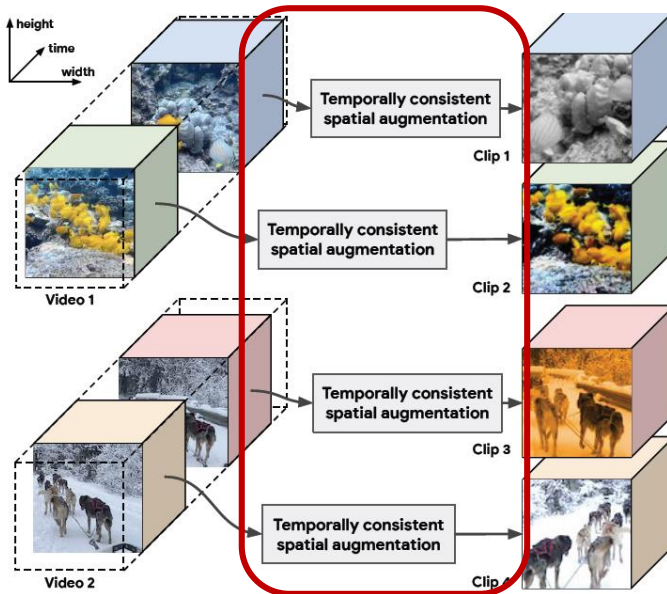 height
time
width
Temporally consistent
spatial augmentation
Clip 1
Temporally consistent
spatial augmentation
Video 1
Clip 2
Temporally consistent
spatial augmentation
Clip 3
Temporally consistent
spatial augmentation
Video 2
Clip